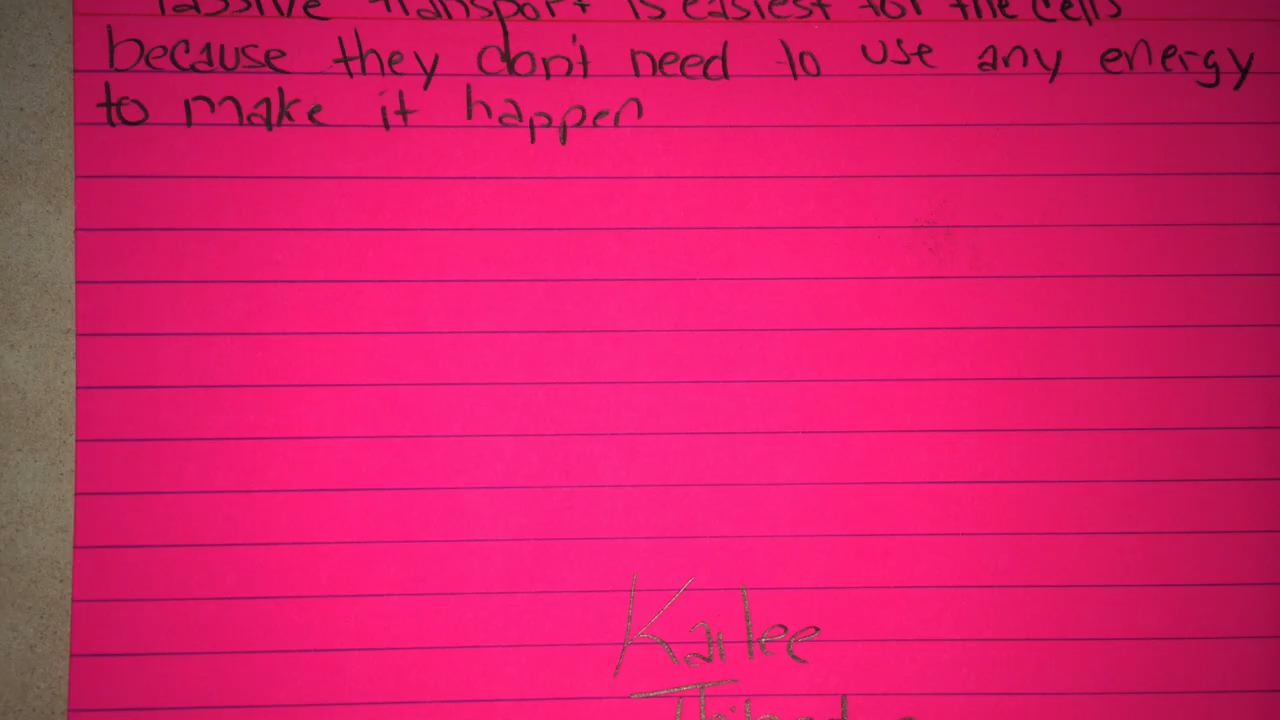 Passive transport is easiest for the cells
because they don't need to use any energy
to make it happen
Kailee